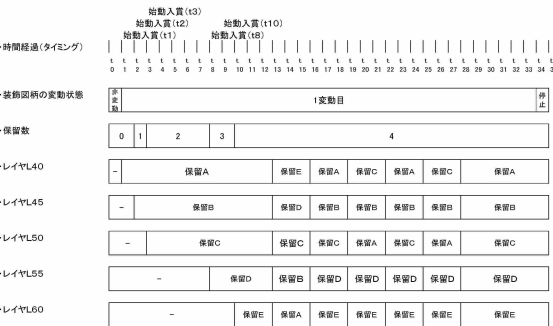 始動入賞(t3)
始動入賞(t2) 始動入賞(t10)
始動入賞(t1) 始動入賞(t8)
・時間経過(タイミング)
t t t t t t t t t t t t t t t t t t t t t t t t t t t t t t t t t t t
0 1 2 3 4 5 6 7 8 9 10 11 12 13 14 15 16 17 18 19 20 21 22 23 24 25 26 27 28 29 30 31 32 33 34 3
・装飾図柄の変動状態 非変動 1変動目 停止
・保留数 0 1 2 3 4
・レイヤL40 - 保留A 保留E 保留A 保留C 保留A 保留C 保留A
・レイヤL45 - 保留B 保留D 保留B 保留B 保留B 保留B 保留B
・レイヤL50 - 保留C 保留C 保留C 保留A 保留C 保留A 保留C
・レイヤL55 - 保留D 保留B 保留D 保留D 保留D 保留D 保留D
・レイヤL60 - 保留E 保留A 保留E 保留E 保留E 保留E 保留E